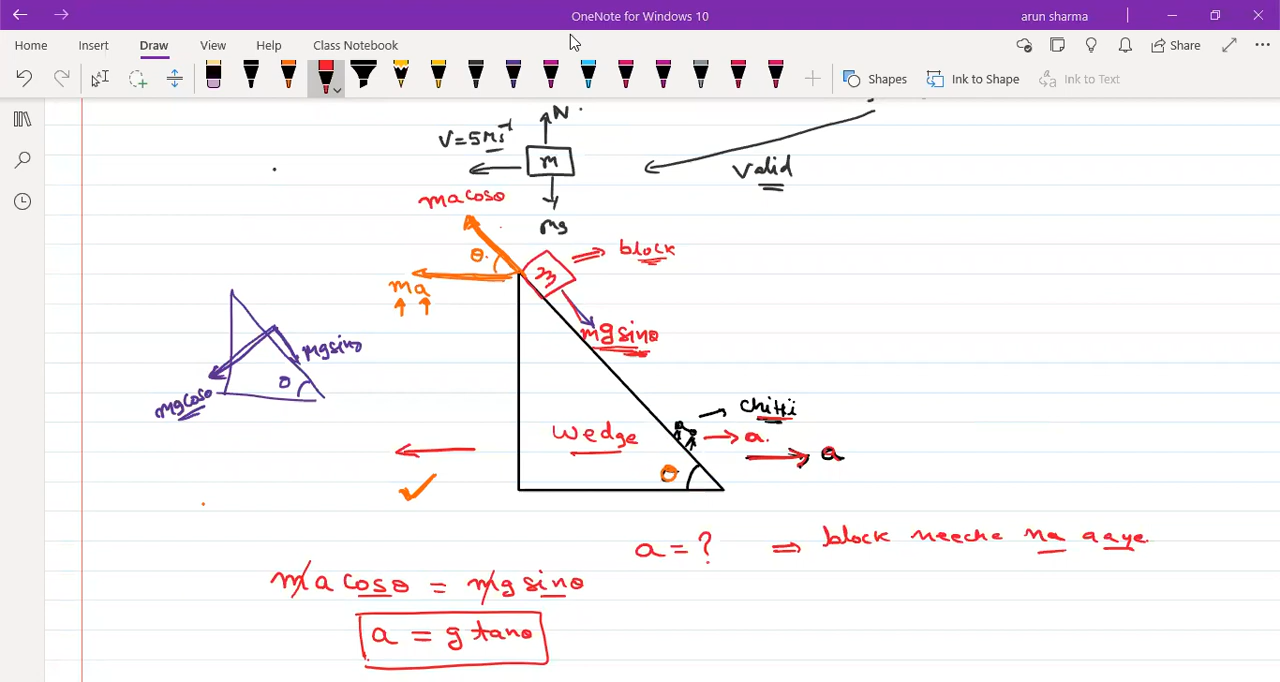 OneNote for Windows 10
arun sharma
Home Insert Draw View Help Class Notebook
Share
Shapes Ink to Shape Ink to Text
N
V=5ms⁻¹
m
valid
mg
macosθ
θ
m
block
ma
mgsinθ
mgsinθ
θ
mgcosθ
chitti
wedge
a.
a
θ
a = ? ⇒ block neeche na aaye.
macosθ = mgsinθ
a = g tanθ